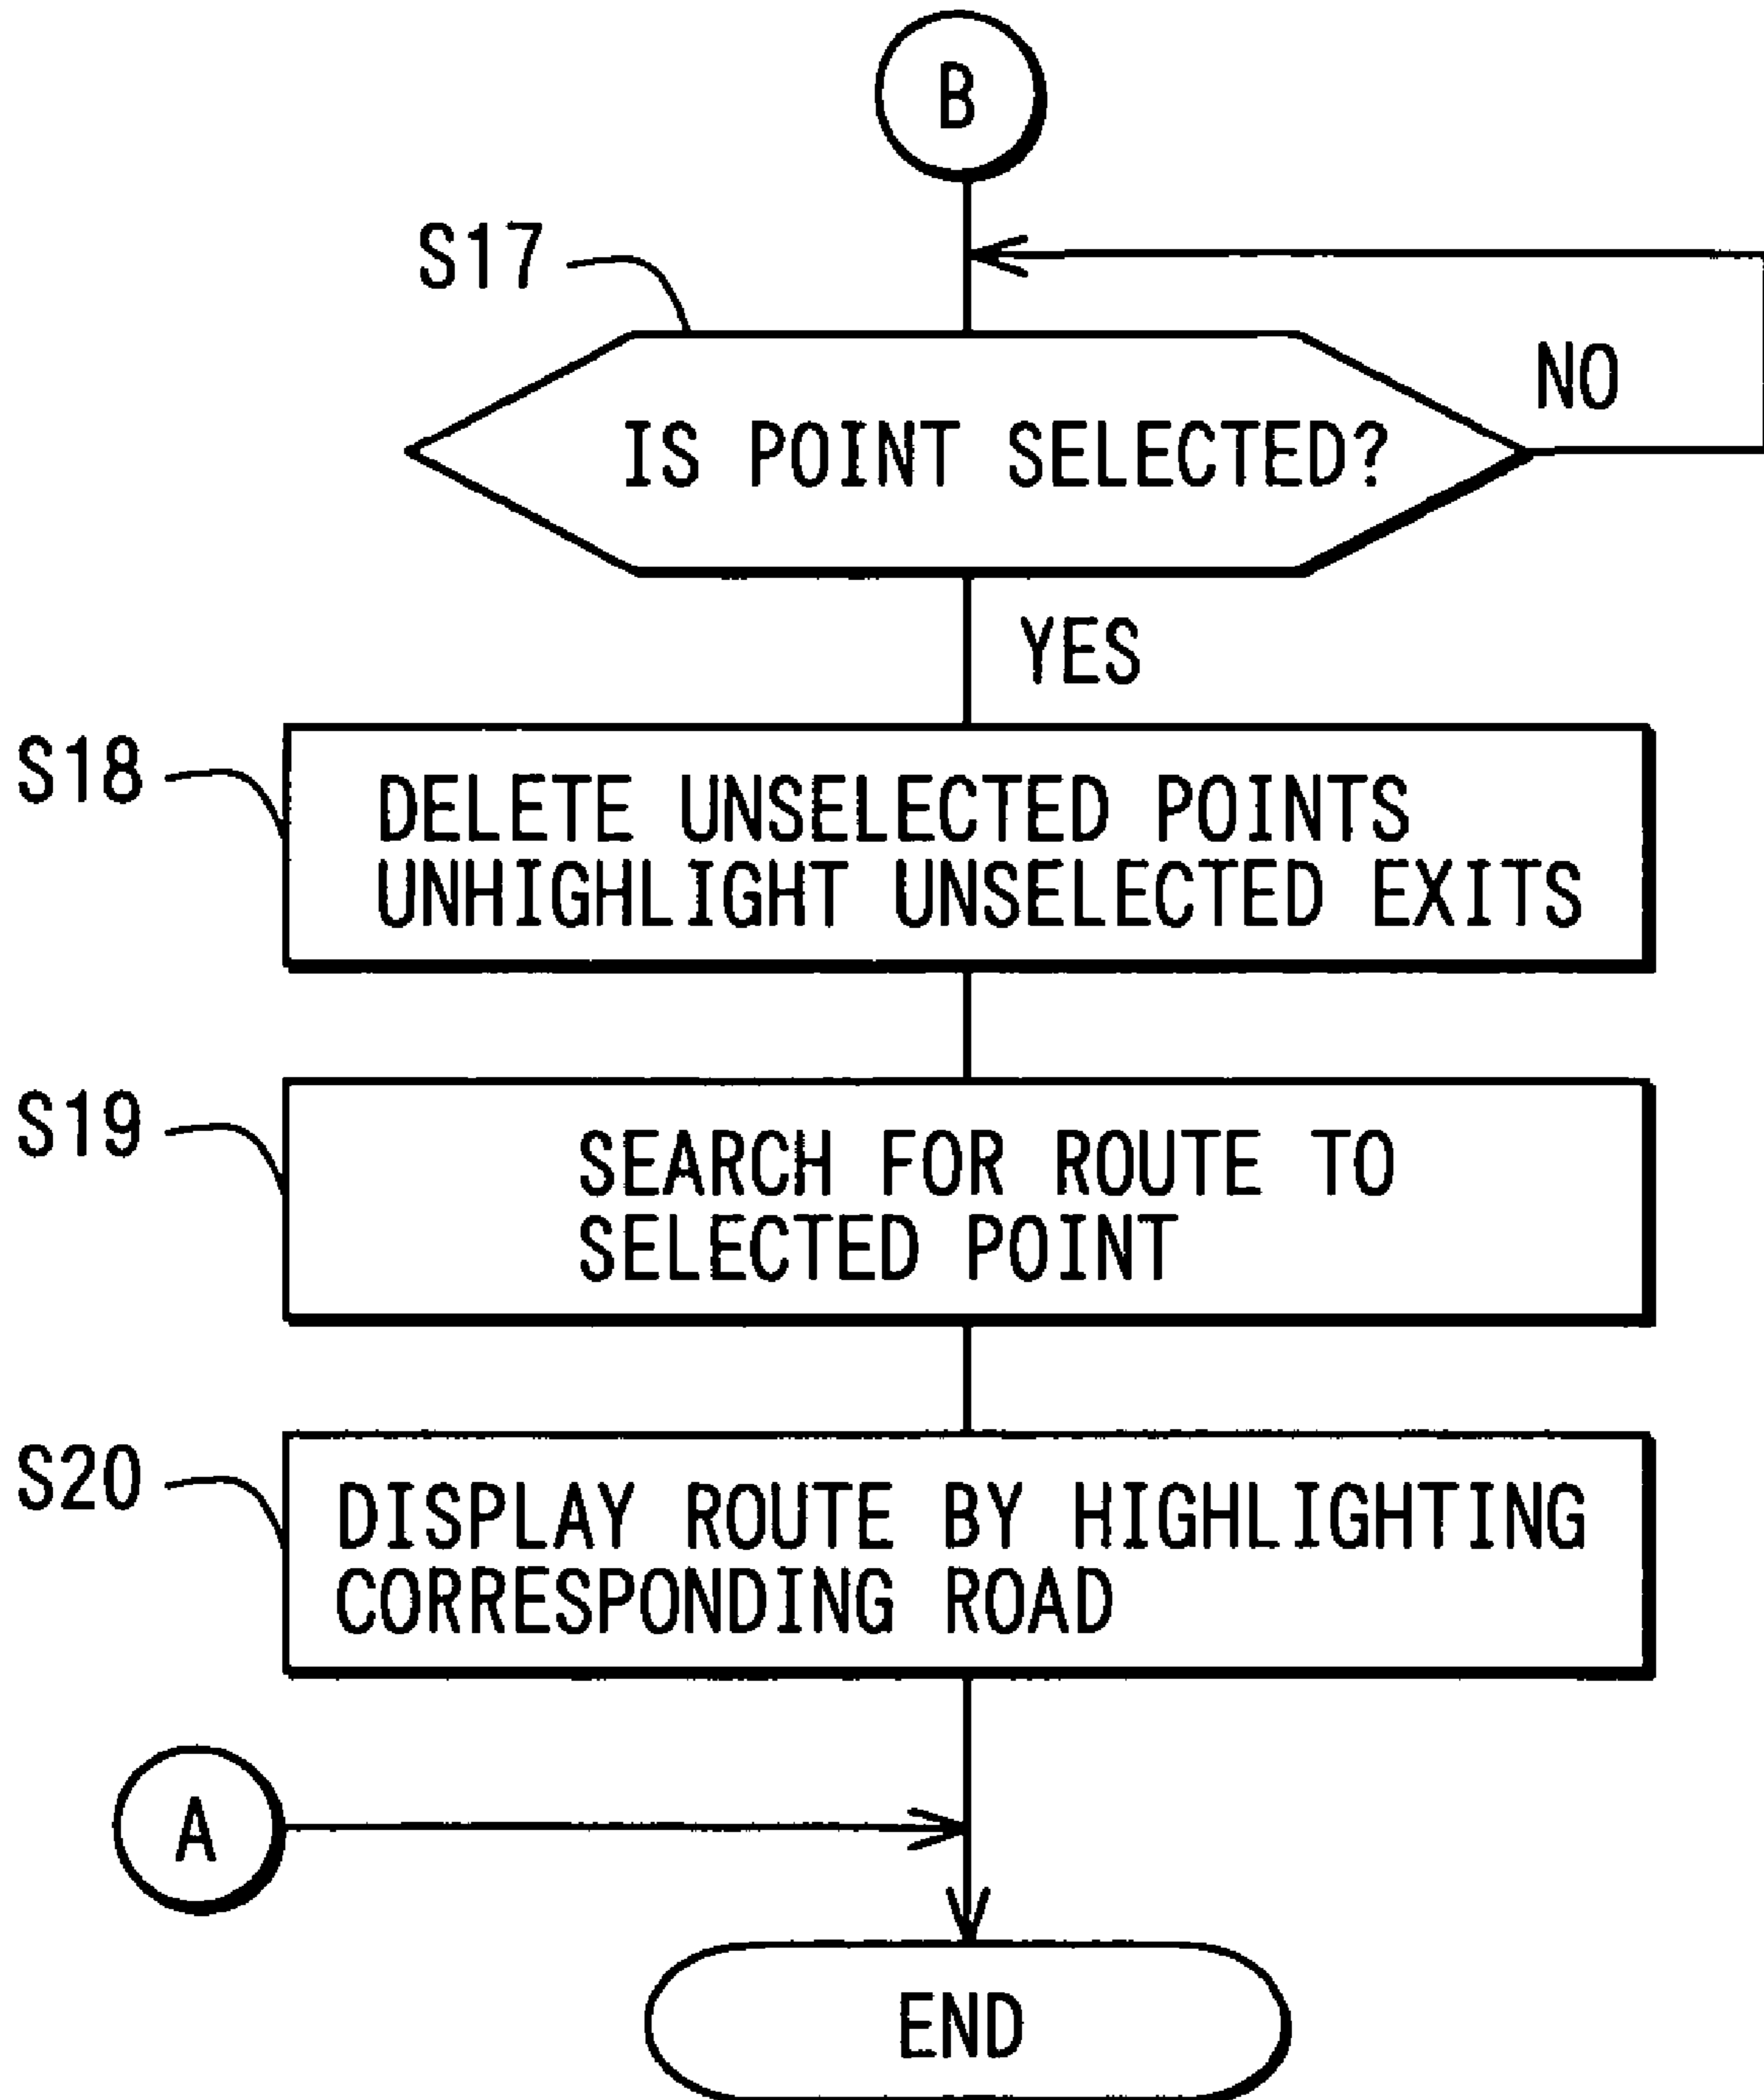 B
S17
NO
IS POINT SELECTED?
YES
S18
DELETE UNSELECTED POINTS
UNHIGHLIGHT UNSELECTED EXITS
S19
SEARCH FOR ROUTE TO
SELECTED POINT
S20
DISPLAY ROUTE BY HIGHLIGHTING
CORRESPONDING ROAD
A
END